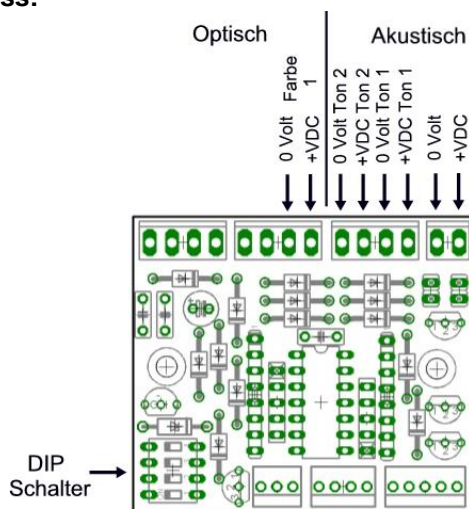 ss:
Optisch
Akustisch
0 Volt Farbe
+VDC 1
0 Volt Ton 2
+VDC Ton 2
0 Volt Ton 1
+VDC Ton 1
0 Volt
+VDC
DIP
Schalter